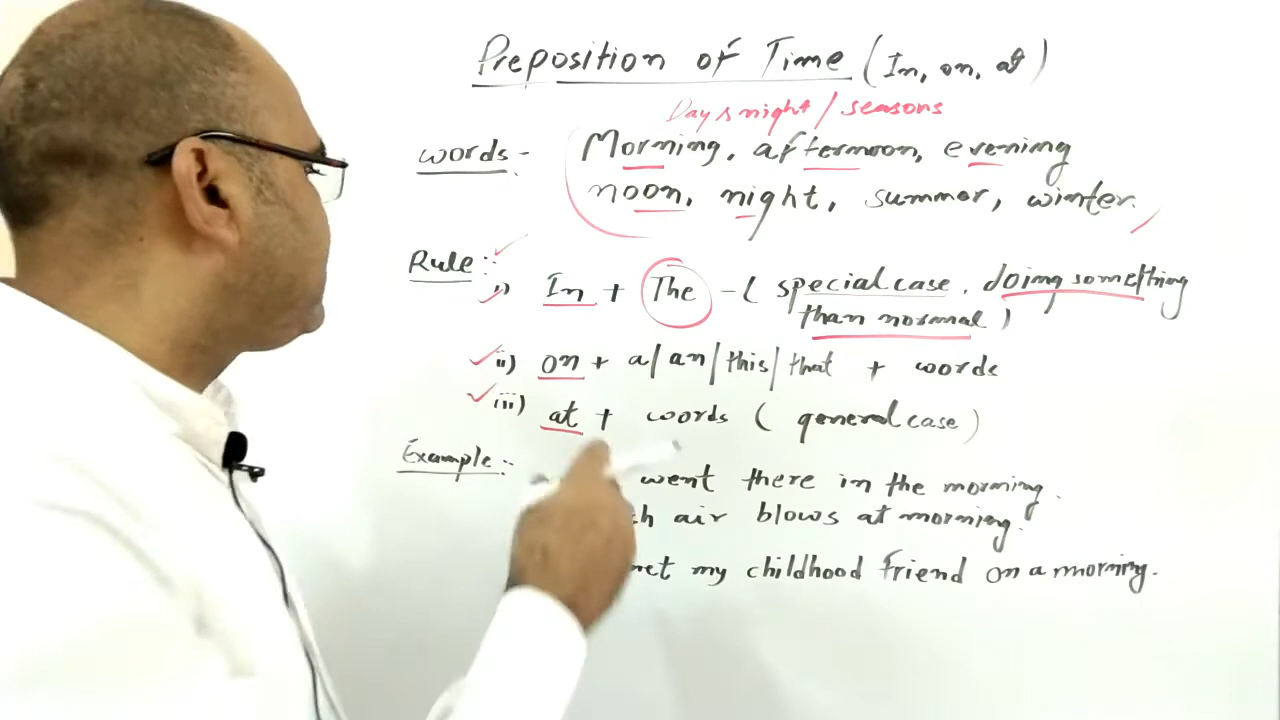 Preposition of Time (In, on, at)
Day & night / seasons
words:- Morning, afternoon, evening
noon, night, summer, winter.
Rule:-
i) In + The - ( special case, doing something
than normal )
ii) on + a/an/this/that + words
iii) at + words ( general case )
Example:-
went there in the morning.
air blows at morning.
my childhood friend on a morning.